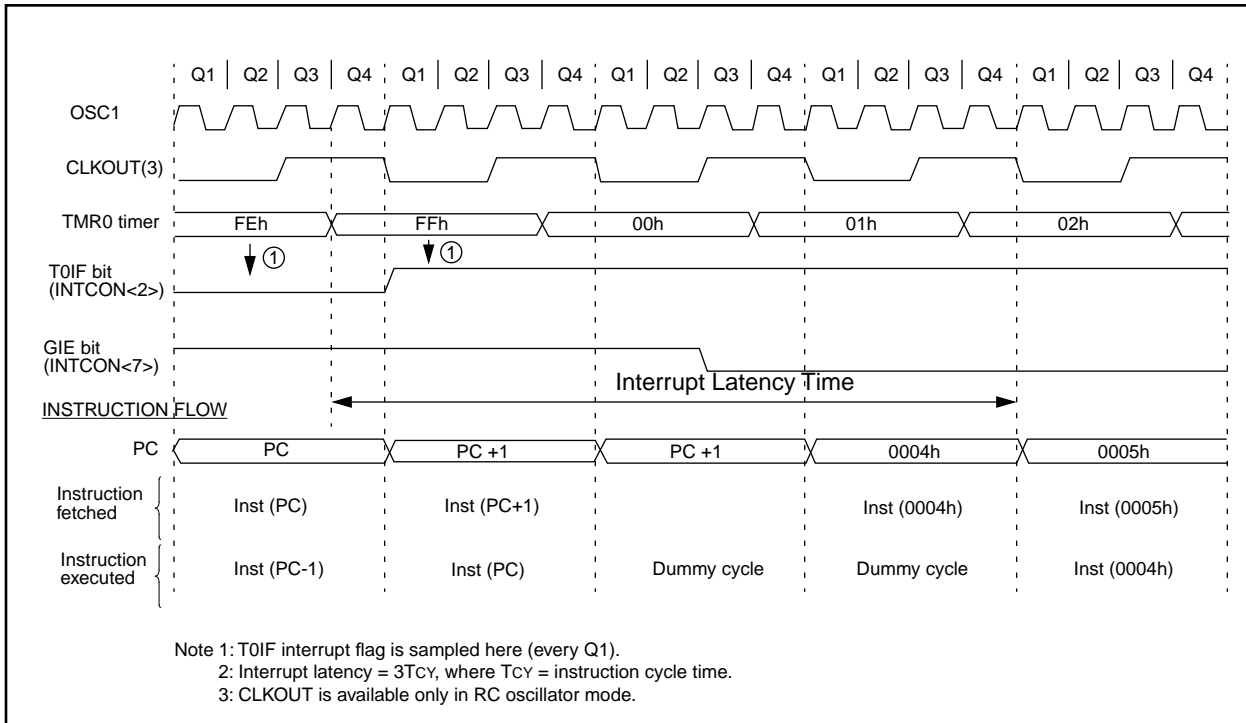 Q1 Q2 Q3 Q4 Q1 Q2 Q3 Q4 Q1 Q2 Q3 Q4 Q1 Q2 Q3 Q4 Q1 Q2 Q3 Q4
OSC1
CLKOUT(3)
TMR0 timer FEh FFh 00h 01h 02h
1 1
T0IF bit
(INTCON<2>)
GIE bit
(INTCON<7>)
Interrupt Latency Time
INSTRUCTION FLOW
PC PC PC +1 PC +1 0004h 0005h
Instruction
fetched
Inst (PC) Inst (PC+1) Inst (0004h) Inst (0005h)
Instruction
executed
Inst (PC-1) Inst (PC) Dummy cycle Dummy cycle Inst (0004h)
Note 1: T0IF interrupt flag is sampled here (every Q1).
2: Interrupt latency = 3TCY, where TCY = instruction cycle time.
3: CLKOUT is available only in RC oscillator mode.